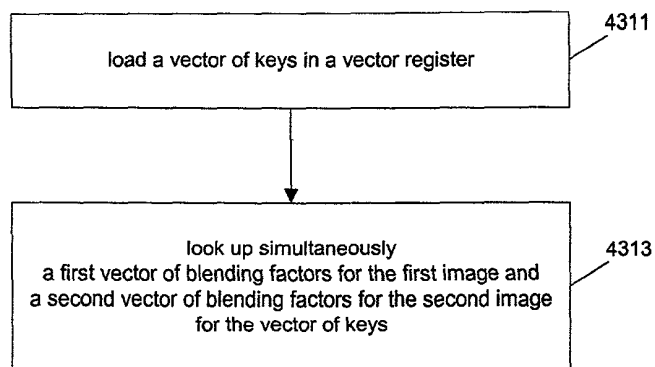 4311
load a vector of keys in a vector register
4313
look up simultaneously
a first vector of blending factors for the first image and
a second vector of blending factors for the second image
for the vector of keys